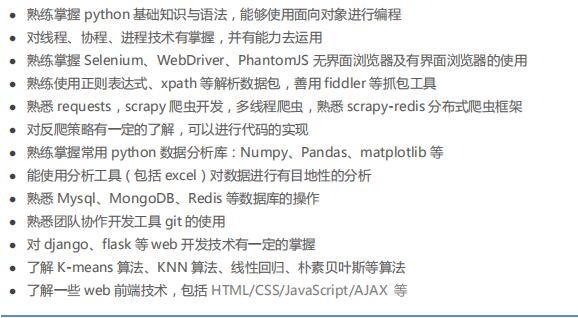 ● 熟练掌握 python 基础知识与语法，能够使用面向对象进行编程
● 对线程、协程、进程技术有掌握，并有能力去运用
● 熟练掌握 Selenium、WebDriver、PhantomJS 无界面浏览器及有界面浏览器的使用
● 熟练使用正则表达式、xpath 等解析数据包，善用 fiddler 等抓包工具
● 熟悉 requests，scrapy 爬虫开发，多线程爬虫，熟悉 scrapy-redis 分布式爬虫框架
● 对反爬策略有一定的了解，可以进行代码的实现
● 熟练掌握常用 python 数据分析库：Numpy、Pandas、matplotlib 等
● 能使用分析工具（包括 excel）对数据进行有目地性的分析
● 熟悉 Mysql、MongoDB、Redis 等数据库的操作
● 熟悉团队协作开发工具 git 的使用
● 对 django、flask 等 web 开发技术有一定的掌握
● 了解 K-means 算法、KNN 算法、线性回归、朴素贝叶斯等算法
● 了解一些 web 前端技术，包括 HTML/CSS/JavaScript/AJAX 等